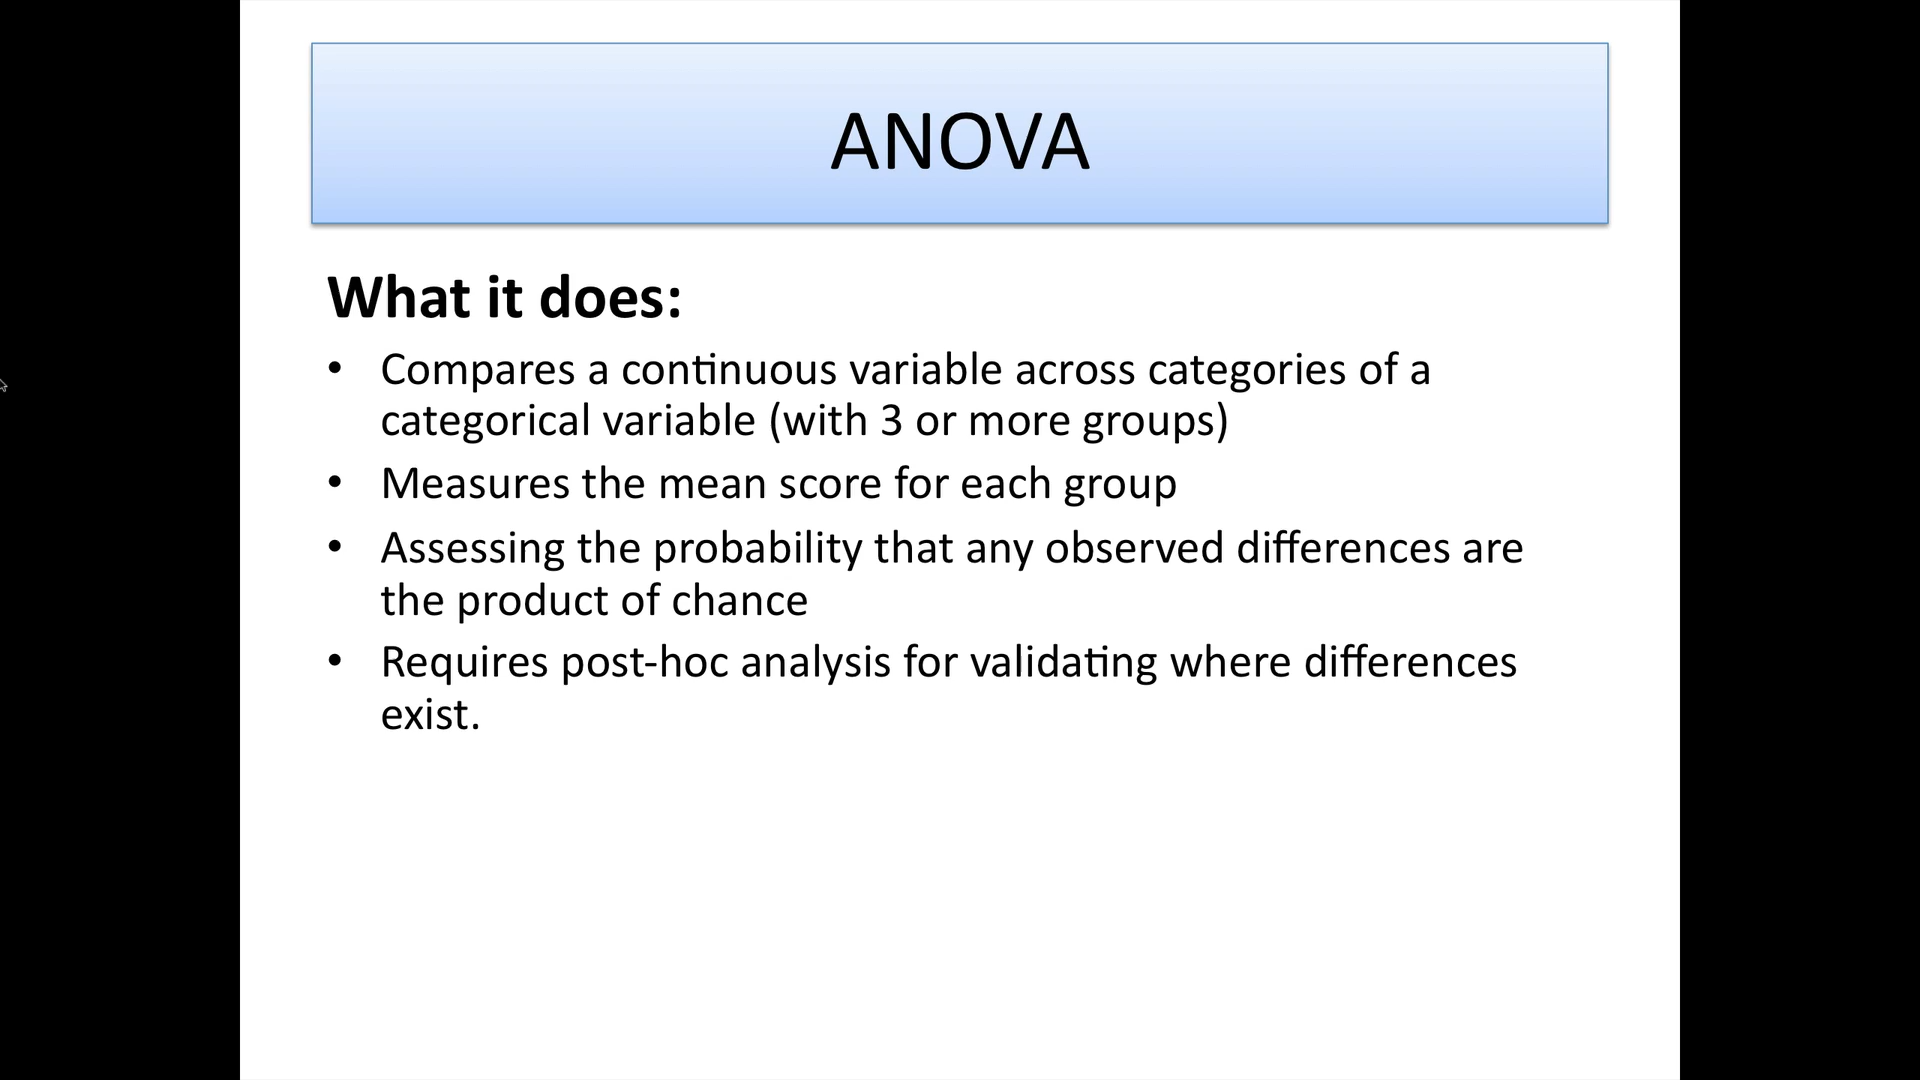 ANOVA
What it does:
• Compares a continuous variable across categories of a
categorical variable (with 3 or more groups)
• Measures the mean score for each group
• Assessing the probability that any observed differences are
the product of chance
• Requires post-hoc analysis for validating where differences
exist.